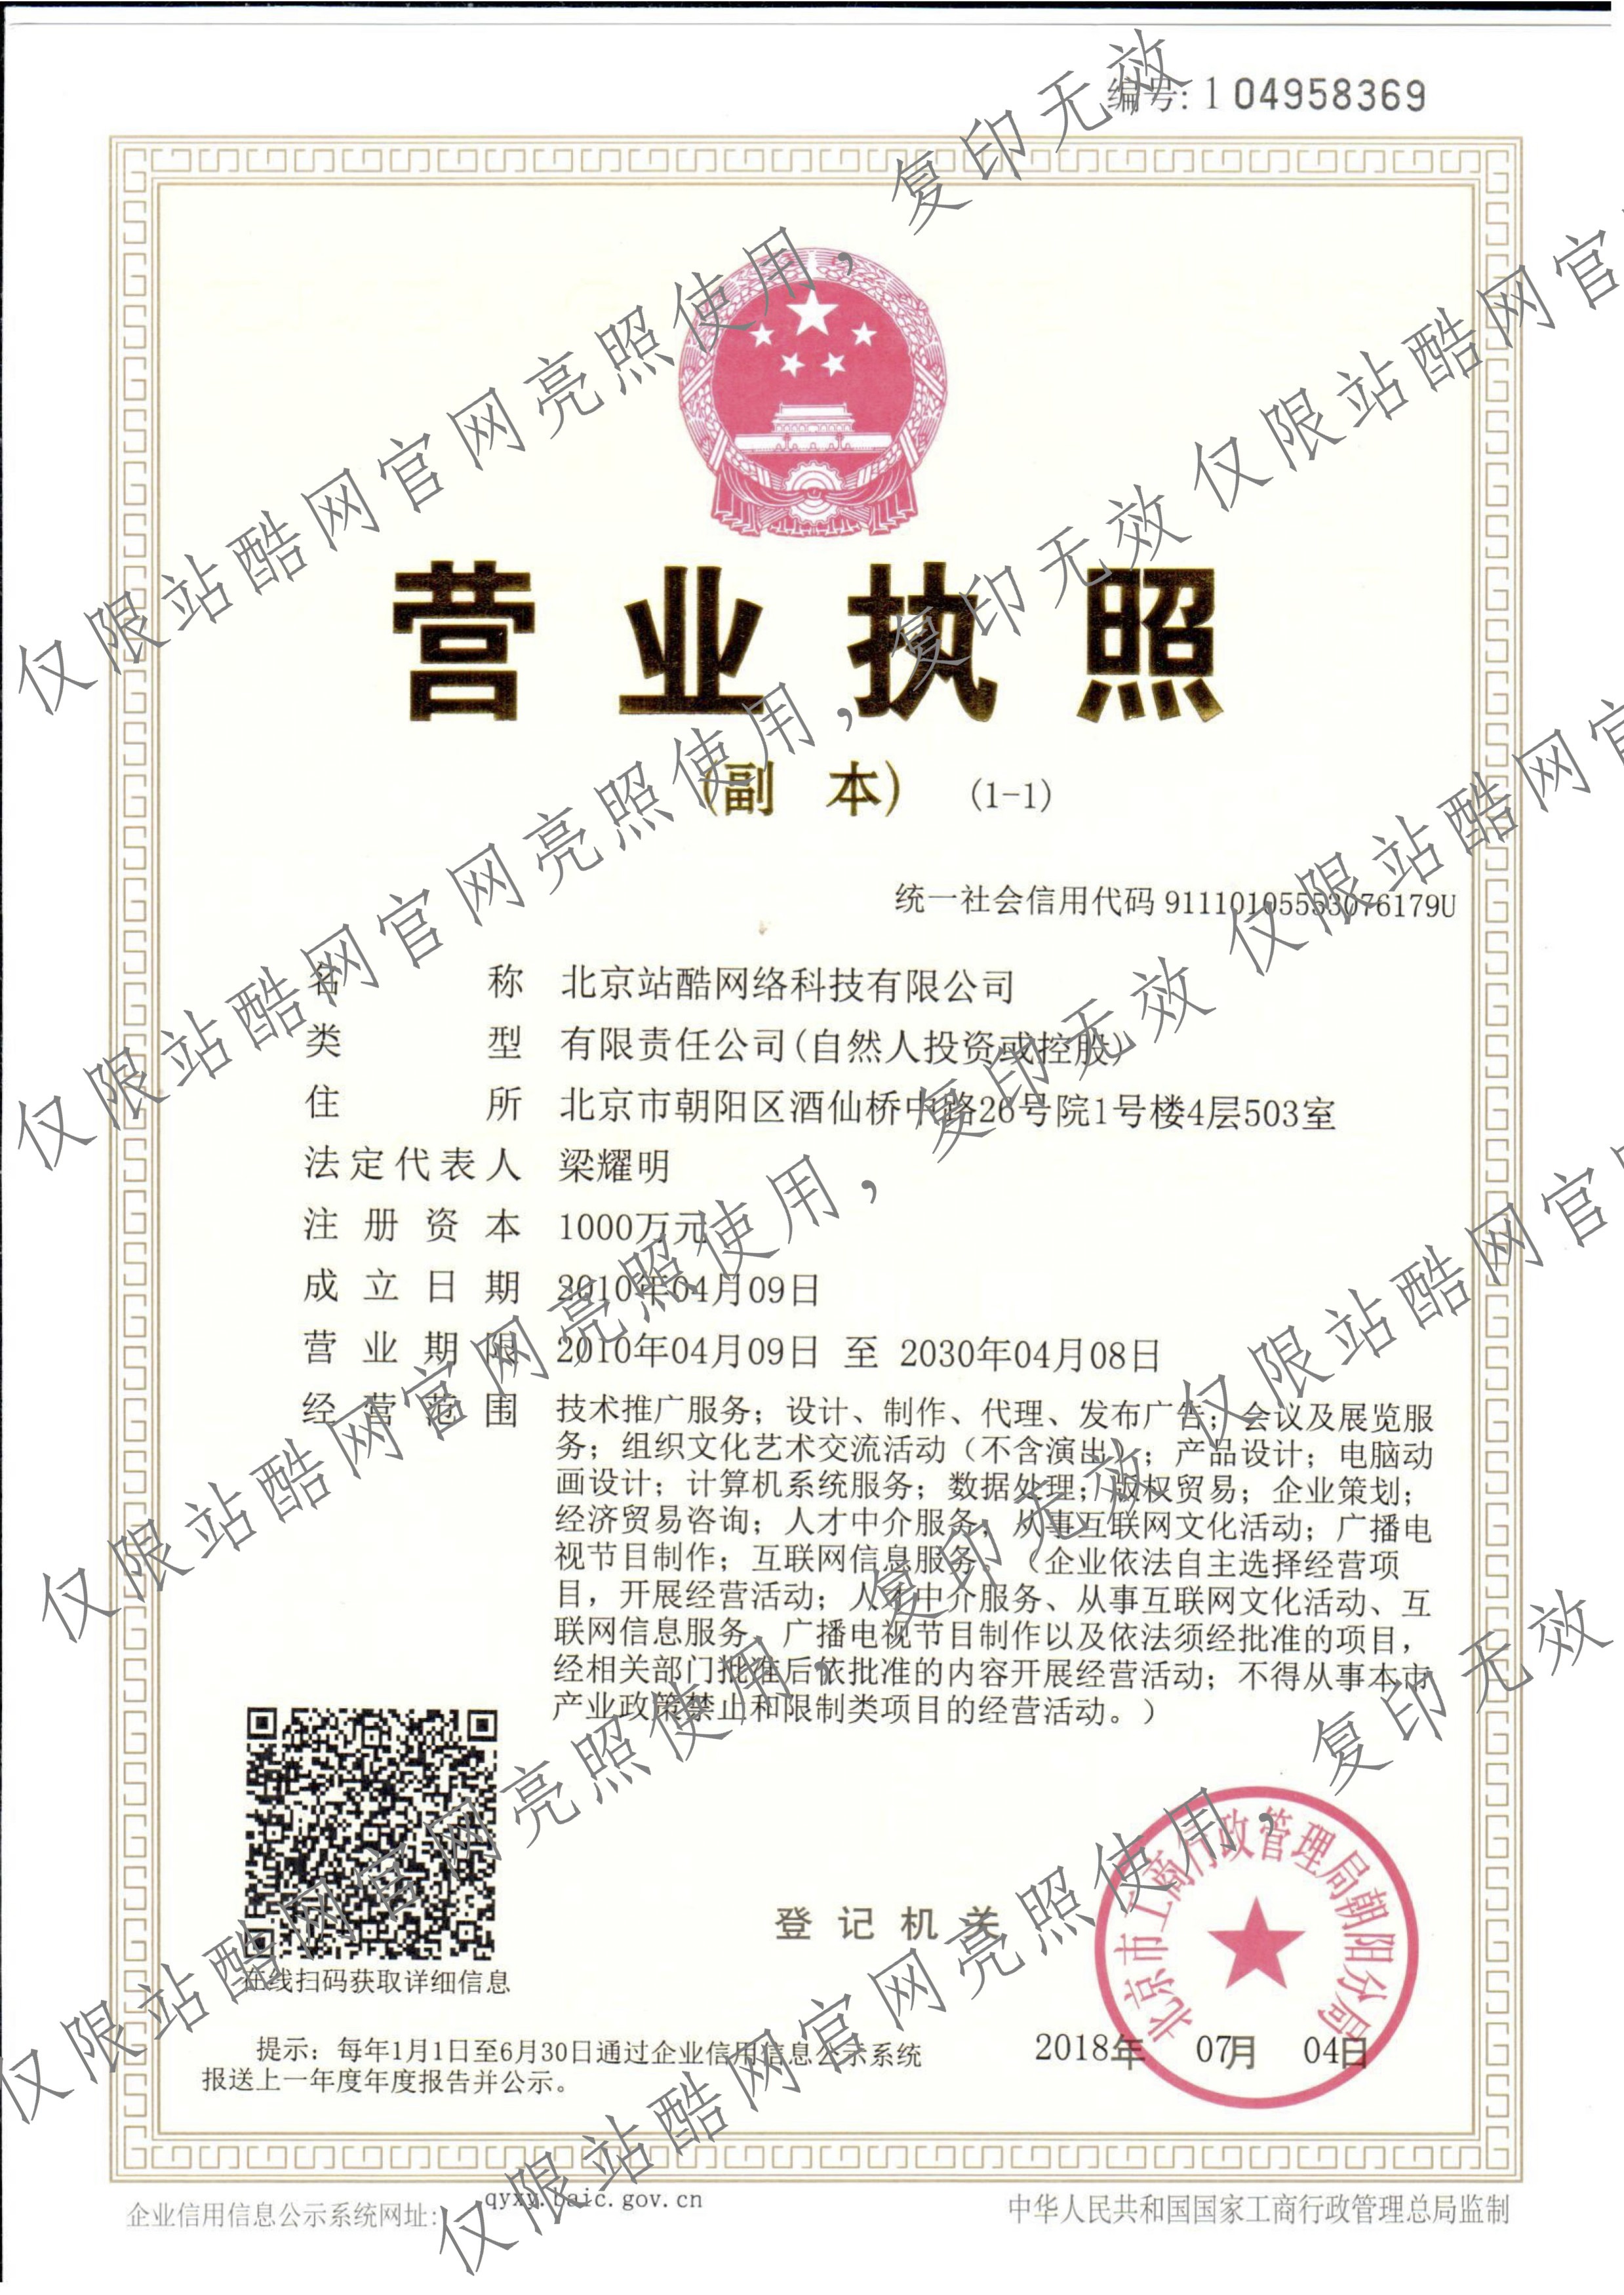 编号: 1 04958369
营业执照
(副 本) (1-1)
统一社会信用代码 91110105553076179U
名 称 北京站酷网络科技有限公司
类 型 有限责任公司(自然人投资或控股)
住 所 北京市朝阳区酒仙桥中路26号院1号楼4层503室
法定代表人 梁耀明
注册资本 1000万元
成立日期 2010年04月09日
营业期限 2010年04月09日 至 2030年04月08日
经营范围 技术推广服务；设计、制作、代理、发布广告；会议及展览服
务；组织文化艺术交流活动（不含演出）；产品设计；电脑动
画设计；计算机系统服务；数据处理；版权贸易；企业策划；
经济贸易咨询；人才中介服务；从事互联网文化活动；广播电
视节目制作；互联网信息服务。（企业依法自主选择经营项
目，开展经营活动；人才中介服务、从事互联网文化活动、互
联网信息服务、广播电视节目制作以及依法须经批准的项目，
经相关部门批准后依批准的内容开展经营活动；不得从事本市
产业政策禁止和限制类项目的经营活动。）
在线扫码获取详细信息
登记机关
北京市工商行政管理局朝阳分局
2018年 07月 04日
提示：每年1月1日至6月30日通过企业信用信息公示系统
报送上一年度年度报告并公示。
企业信用信息公示系统网址: qyxy.baic.gov.cn
中华人民共和国国家工商行政管理总局监制
仅限站酷网官网亮照使用，复印无效
仅限站酷网官网亮照使用，复印无效
仅限站酷网官网亮照使用，复印无效
仅限站酷网官网亮照使用，复印无效
仅限站酷网官网亮照使用，复印无效
仅限站酷网官
仅限站酷网官
仅限站酷网官